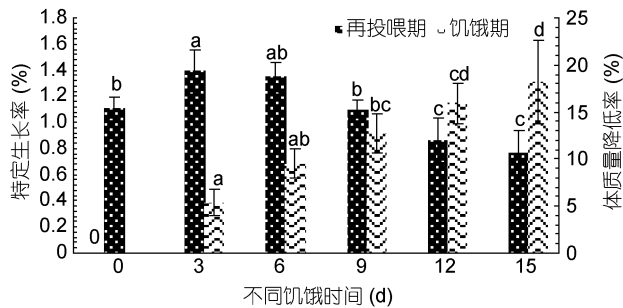 特定生长率 (%)
1.8
1.6
1.4
1.2
1.0
0.8
0.6
0.4
0.2
0
再投喂期 饥饿期
b
a
ab
b
c
c
0
a
ab
bc
cd
d
25
20
15
10
5
0
体质量降低率 (%)
0 3 6 9 12 15
不同饥饿时间 (d)